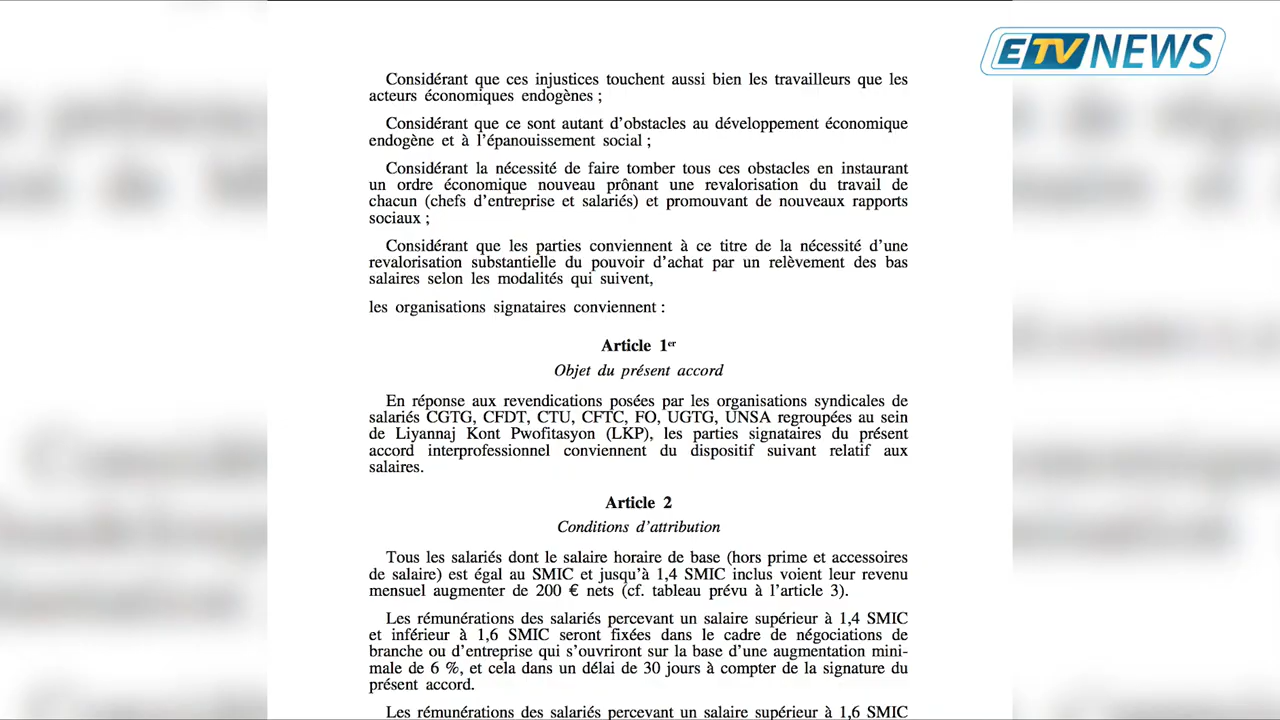 ETV NEWS
Considérant que ces injustices touchent aussi bien les travailleurs que les
acteurs économiques endogènes ;
Considérant que ce sont autant d'obstacles au développement économique
endogène et à l'épanouissement social ;
Considérant la nécessité de faire tomber tous ces obstacles en instaurant
un ordre économique nouveau prônant une revalorisation du travail de
chacun (chefs d'entreprise et salariés) et promouvant de nouveaux rapports
sociaux ;
Considérant que les parties conviennent à ce titre de la nécessité d'une
revalorisation substantielle du pouvoir d'achat par un relèvement des bas
salaires selon les modalités qui suivent,
les organisations signataires conviennent :
Article 1er
Objet du présent accord
En réponse aux revendications posées par les organisations syndicales de
salariés CGTG, CFDT, CTU, CFTC, FO, UGTG, UNSA regroupées au sein
de Liyannaj Kont Pwofitasyon (LKP), les parties signataires du présent
accord interprofessionnel conviennent du dispositif suivant relatif aux
salaires.
Article 2
Conditions d'attribution
Tous les salariés dont le salaire horaire de base (hors prime et accessoires
de salaire) est égal au SMIC et jusqu'à 1,4 SMIC inclus voient leur revenu
mensuel augmenter de 200 € nets (cf. tableau prévu à l'article 3).
Les rémunérations des salariés percevant un salaire supérieur à 1,4 SMIC
et inférieur à 1,6 SMIC seront fixées dans le cadre de négociations de
branche ou d'entreprise qui s'ouvriront sur la base d'une augmentation mini-
male de 6 %, et cela dans un délai de 30 jours à compter de la signature du
présent accord.
Les rémunérations des salariés percevant un salaire supérieur à 1,6 SMIC